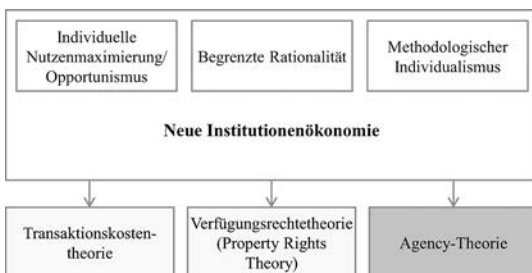 Individuelle
Nutzenmaximierung/
Opportunismus
Begrenzte Rationalität
Methodologischer
Individualismus
Neue Institutionenökonomie
Transaktionskosten-
theorie
Verfügungsrechtetheorie
(Property Rights
Theory)
Agency-Theorie